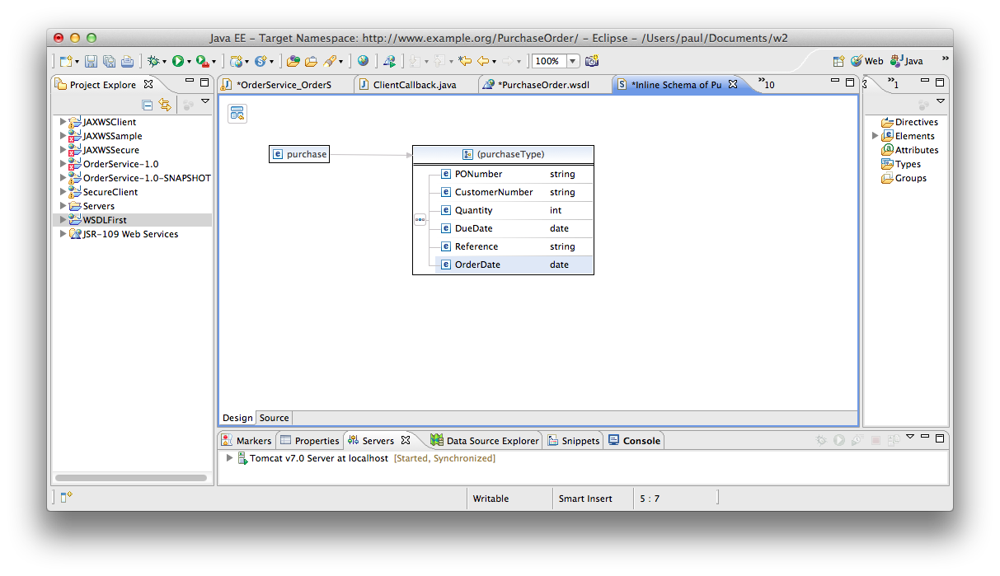 Java EE – Target Namespace: http://www.example.org/PurchaseOrder/ – Eclipse – /Users/paul/Documents/w2
100%
Web
Java
»
Project Explore
*OrderService_OrderS
ClientCallback.java
*PurchaseOrder.wsdl
*Inline Schema of Pu
»10
»1
JAXWSClient
JAXWSSample
JAXWSSecure
OrderService-1.0
OrderService-1.0-SNAPSHOT
SecureClient
Servers
WSDLFirst
JSR-109 Web Services
e purchase
(purchaseType)
e PONumber string
e CustomerNumber string
e Quantity int
e DueDate date
e Reference string
e OrderDate date
Directives
Elements
Attributes
Types
Groups
Design
Source
Markers
Properties
Servers
Data Source Explorer
Snippets
Console
Tomcat v7.0 Server at localhost [Started, Synchronized]
Writable
Smart Insert
5 : 7